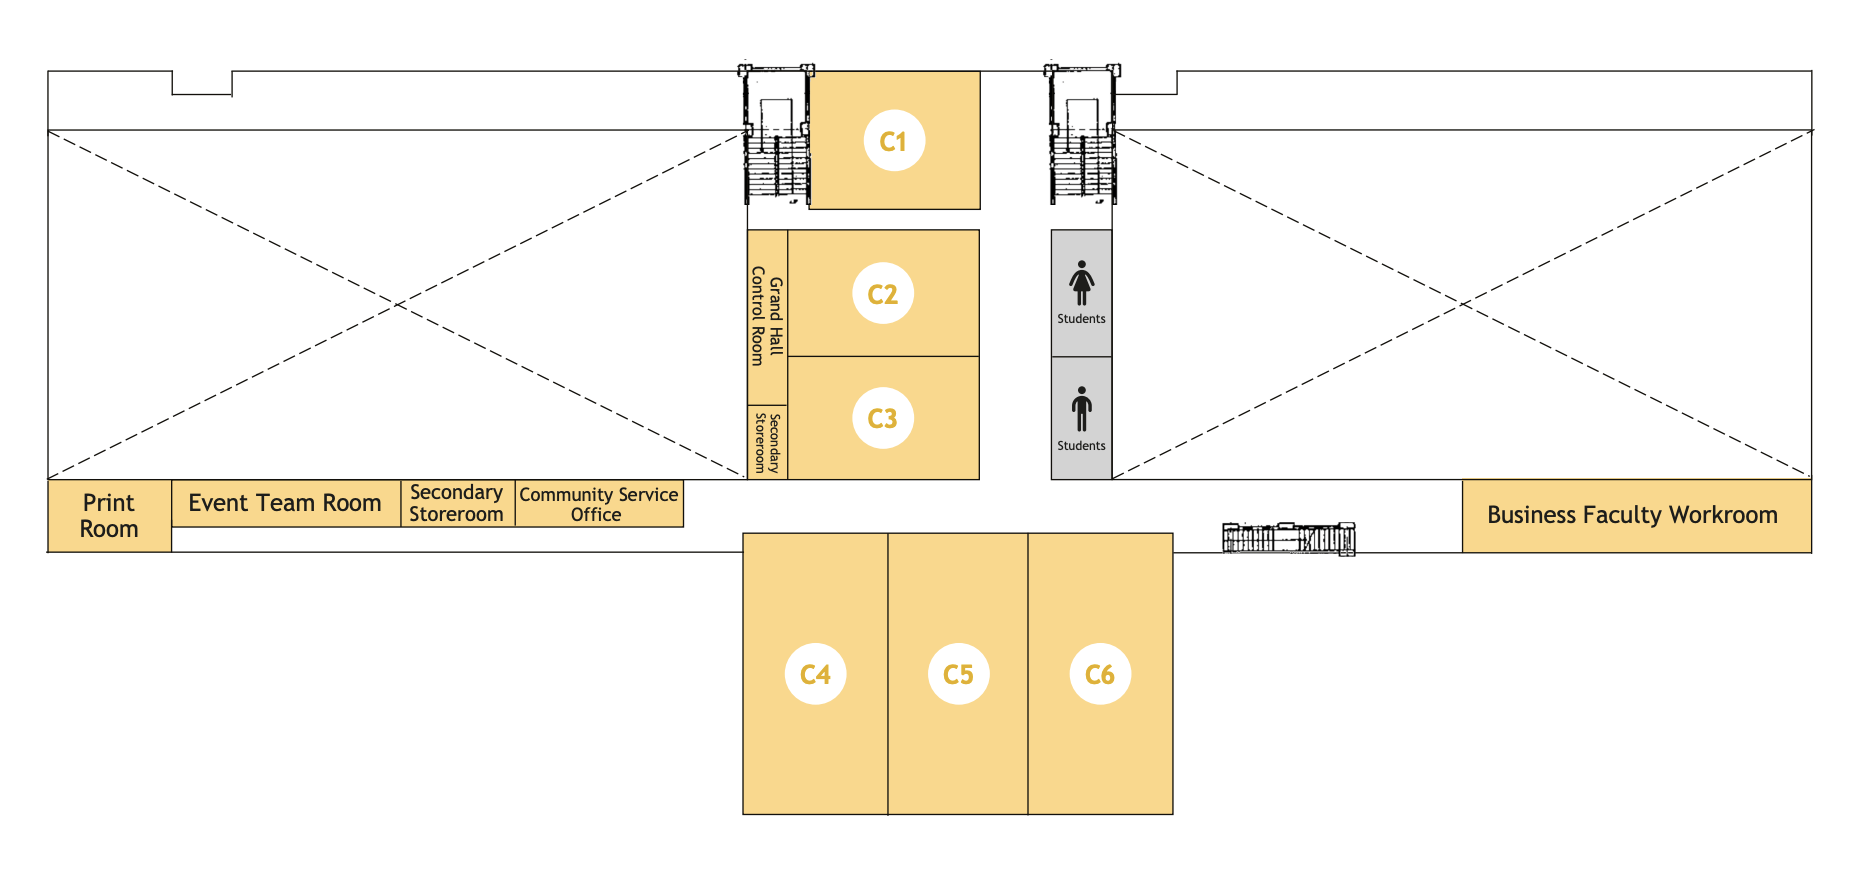 C1
Grand Hall
Control Room
C2
Students
C3
Secondary
Storeroom
Students
Print
Room
Event Team Room
Secondary
Storeroom
Community Service
Office
Business Faculty Workroom
C4
C5
C6